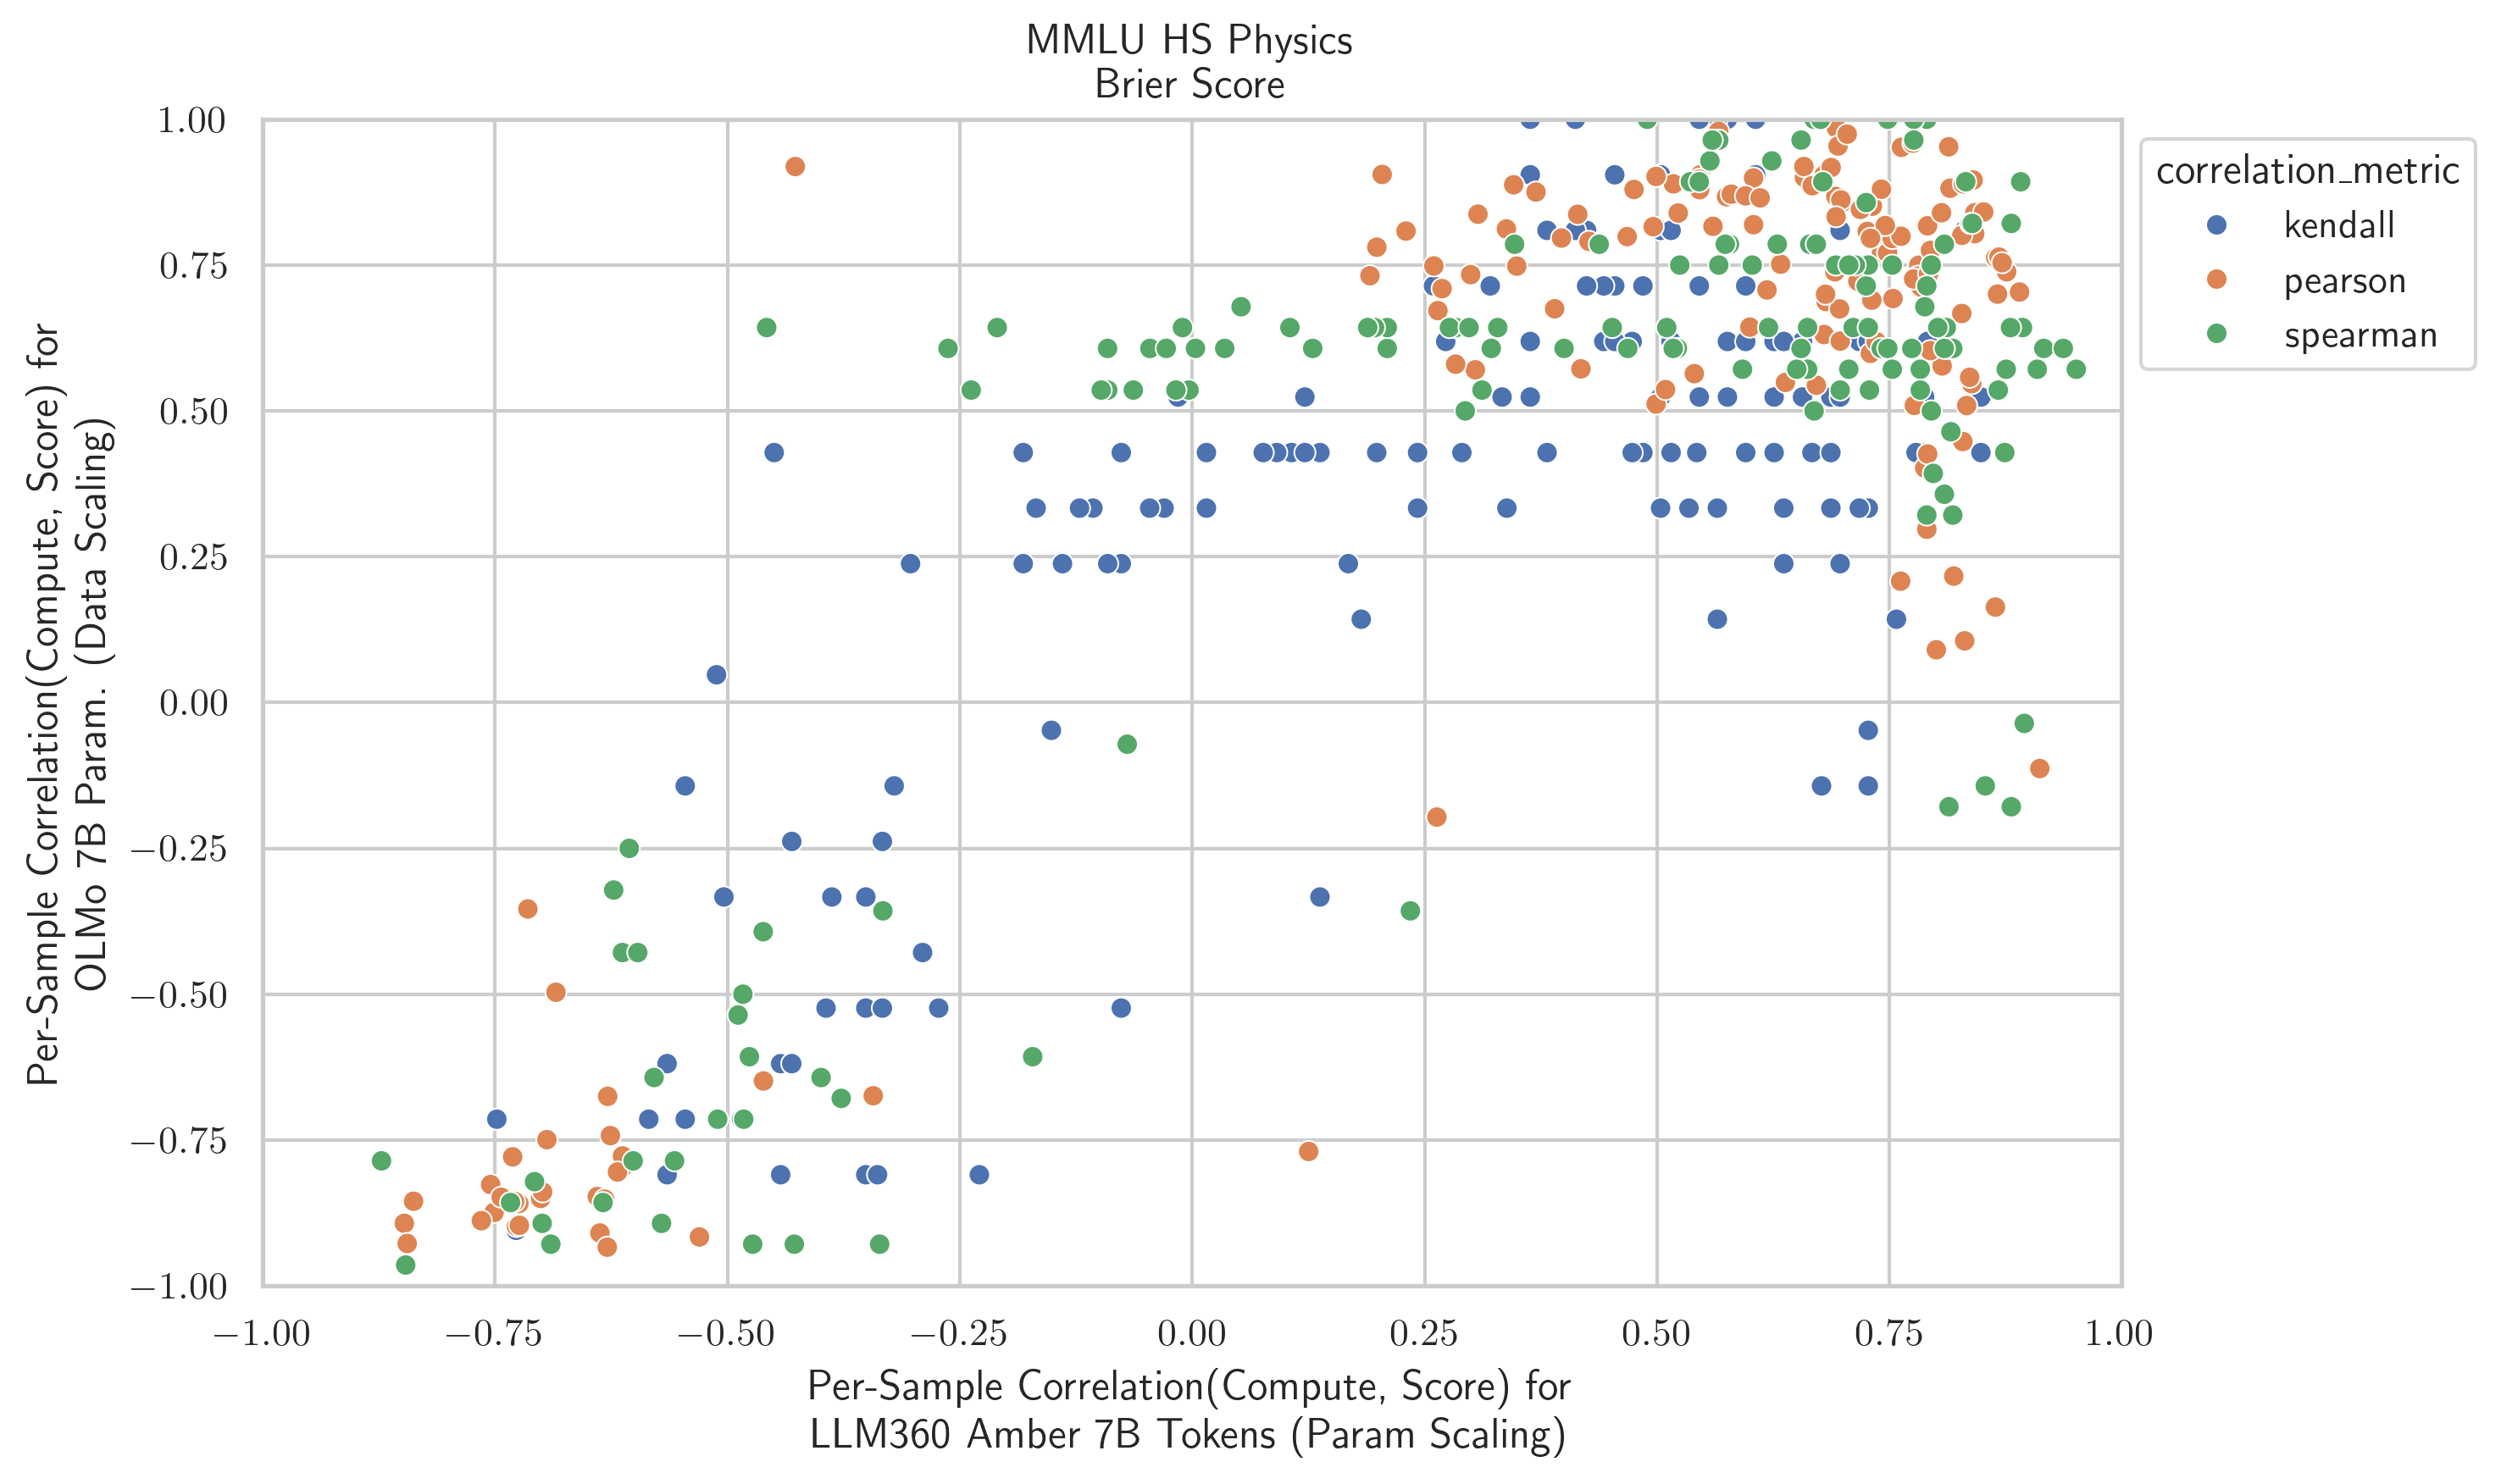 MMLU HS Physics
Brier Score
Per-Sample Correlation(Compute, Score) for
OLMo 7B Param. (Data Scaling)
1.00
0.75
0.50
0.25
0.00
−0.25
−0.50
−0.75
−1.00
−1.00 −0.75 −0.50 −0.25 0.00 0.25 0.50 0.75 1.00
Per-Sample Correlation(Compute, Score) for
LLM360 Amber 7B Tokens (Param Scaling)
correlation_metric
kendall
pearson
spearman